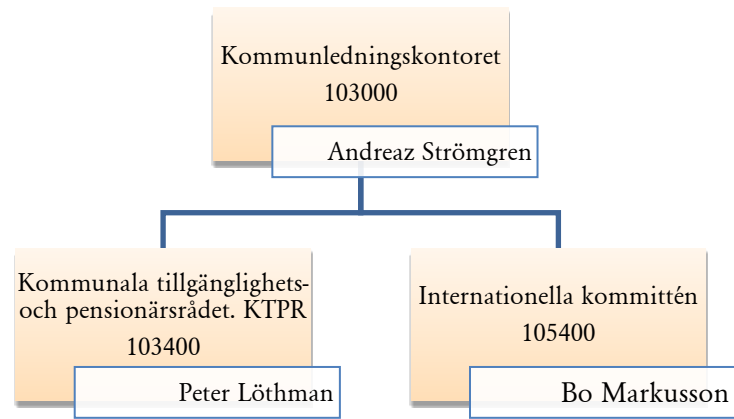 Kommunledningskontoret
103000
Andreaz Strömgren
Kommunala tillgänglighets-
och pensionärsrådet. KTPR
103400
Peter Löthman
Internationella kommittén
105400
Bo Markusson